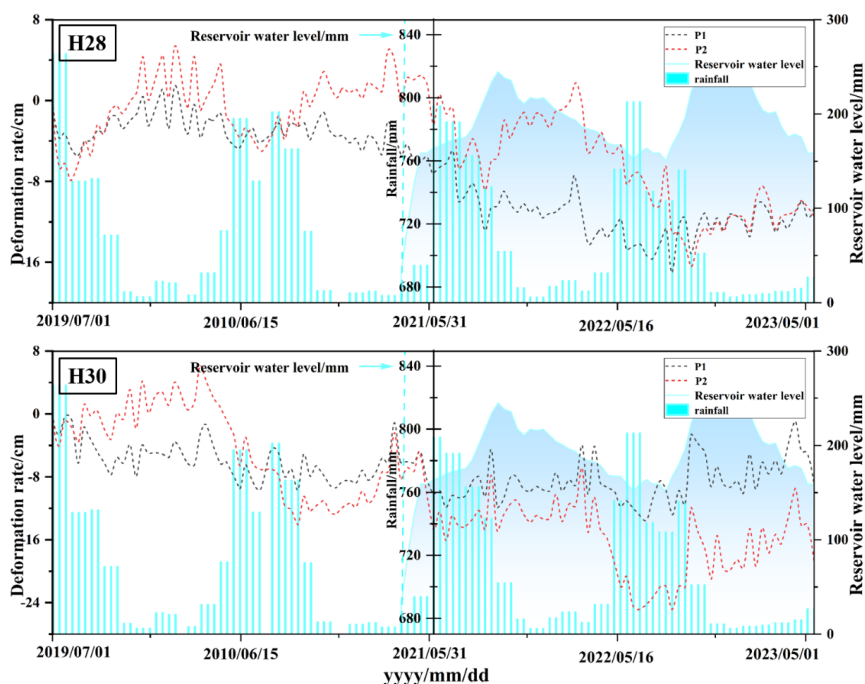 H28
Reservoir water level/mm
P1
P2
Reservoir water level
rainfall
Deformation rate/cm
8
0
-8
-16
840
800
760
720
680
Rainfall/mm
300
200
100
0
Reservoir water level/mm
2019/07/01
2010/06/15
2021/05/31
2022/05/16
2023/05/01
H30
Reservoir water level/mm
P1
P2
Reservoir water level
rainfall
Deformation rate/cm
8
0
-8
-16
-24
840
800
760
720
680
Rainfall/mm
300
200
100
0
Reservoir water level/mm
2019/07/01
2010/06/15
2021/05/31
2022/05/16
2023/05/01
yyyy/mm/dd